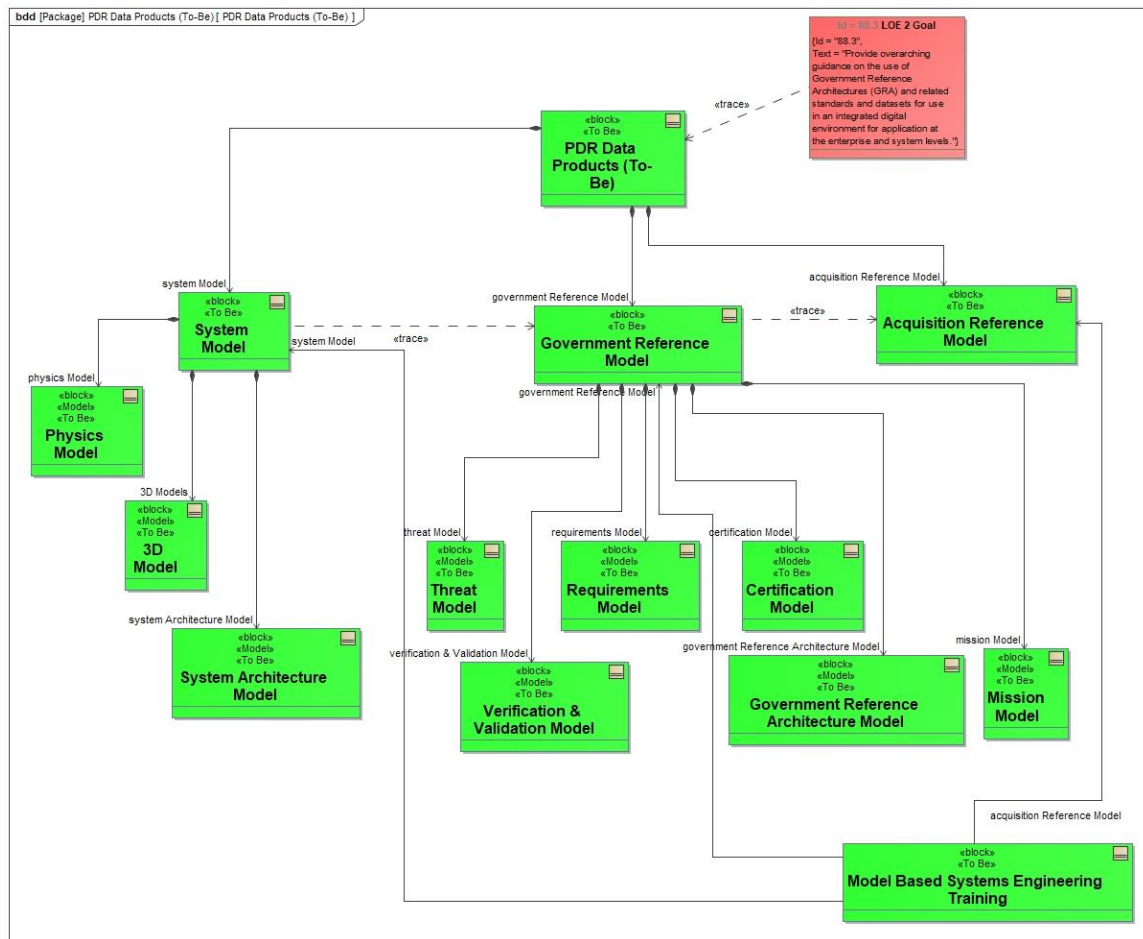 bdd [Package] PDR Data Products (To-Be) [ PDR Data Products (To-Be) ]
Id = 88.3 LOE 2 Goal
{Id = "88.3",
Text = "Provide overarching
guidance on the use of
Government Reference
Architectures (GRA) and related
standards and datasets for use
in an integrated digital
environment for application at
the enterprise and system levels."}
«trace»
«block»
«To Be»
PDR Data
Products (To-
Be)
system Model
«block»
«To Be»
System
Model
government Reference Model
«block»
«To Be»
Government Reference
Model
acquisition Reference Model
«block»
«To Be»
Acquisition Reference
Model
«trace»
«trace»
system Model
government Reference Model
physics Model
«block»
«Model»
«To Be»
Physics
Model
3D Models
«block»
«Model»
«To Be»
3D
Model
threat Model
«block»
«Model»
«To Be»
Threat
Model
requirements Model
«block»
«Model»
«To Be»
Requirements
Model
certification Model
«block»
«Model»
«To Be»
Certification
Model
system Architecture Model
«block»
«Model»
«To Be»
System Architecture
Model
verification & Validation Model
«block»
«Model»
«To Be»
Verification &
Validation Model
government Reference Architecture Model
«block»
«Model»
«To Be»
Government Reference
Architecture Model
mission Model
«block»
«Model»
«To Be»
Mission
Model
acquisition Reference Model
«block»
«To Be»
Model Based Systems Engineering
Training